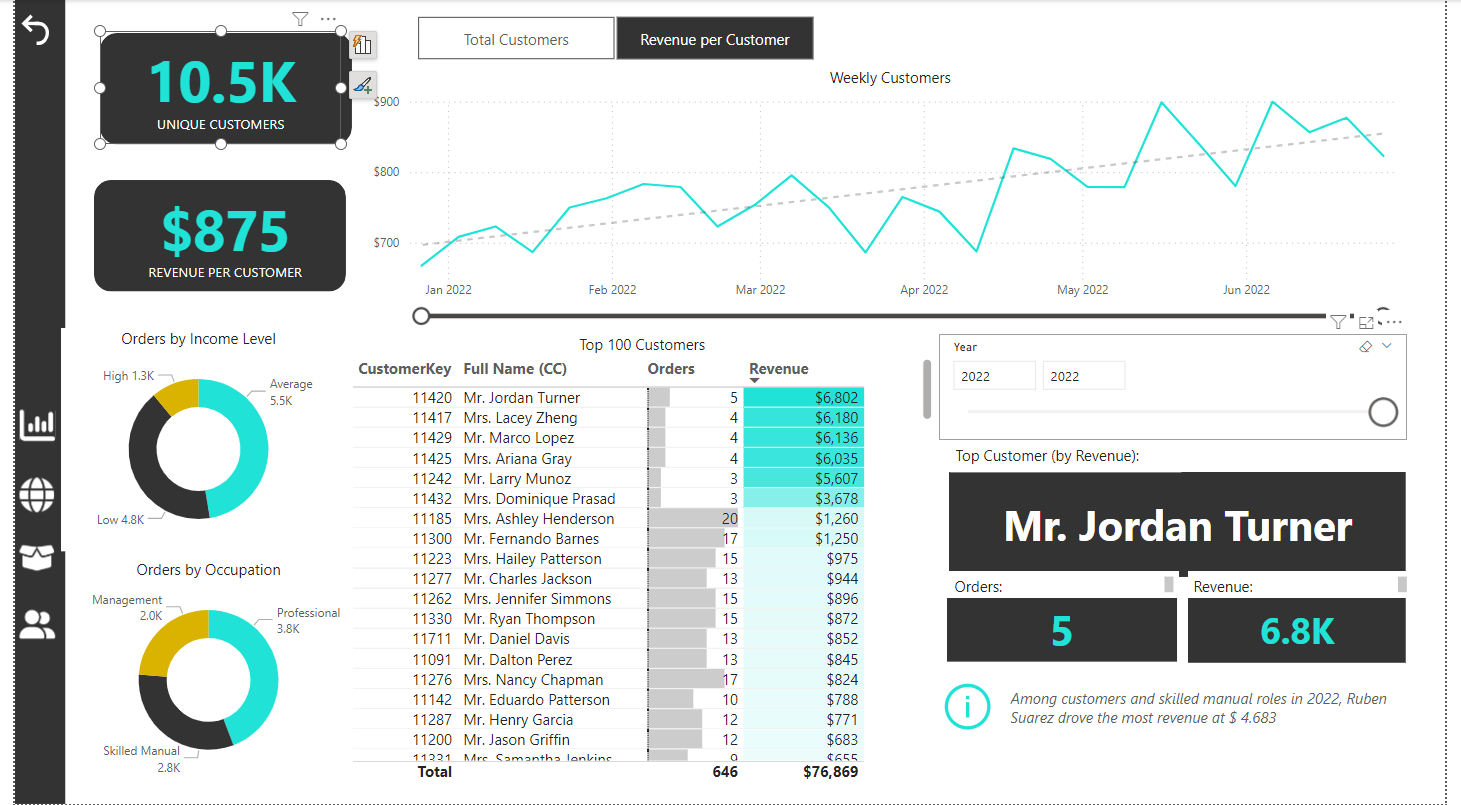 10.5K
UNIQUE CUSTOMERS
$875
REVENUE PER CUSTOMER
Total Customers
Revenue per Customer
Weekly Customers
$900
$800
$700
Jan 2022 Feb 2022 Mar 2022 Apr 2022 May 2022 Jun 2022
Orders by Income Level
High 1.3K
Average
5.5K
Low 4.8K
Orders by Occupation
Management
2.0K
Professional
3.8K
Skilled Manual
2.8K
Top 100 Customers
CustomerKey Full Name (CC) Orders Revenue
11420 Mr. Jordan Turner 5 $6,802
11417 Mrs. Lacey Zheng 4 $6,180
11429 Mr. Marco Lopez 4 $6,136
11425 Mrs. Ariana Gray 4 $6,035
11242 Mr. Larry Munoz 3 $5,607
11432 Mrs. Dominique Prasad 3 $3,678
11185 Mrs. Ashley Henderson 20 $1,260
11300 Mr. Fernando Barnes 17 $1,250
11223 Mrs. Hailey Patterson 15 $975
11277 Mr. Charles Jackson 13 $944
11262 Mrs. Jennifer Simmons 15 $896
11330 Mr. Ryan Thompson 15 $872
11711 Mr. Daniel Davis 13 $852
11091 Mr. Dalton Perez 13 $845
11276 Mrs. Nancy Chapman 17 $824
11142 Mr. Eduardo Patterson 10 $788
11287 Mr. Henry Garcia 12 $771
11200 Mr. Jason Griffin 12 $683
11331 Mrs. Samantha Jenkins 9 $655
Total 646 $76,869
Year
2022 2022
Top Customer (by Revenue):
Mr. Jordan Turner
Orders:
5
Revenue:
6.8K
Among customers and skilled manual roles in 2022, Ruben
Suarez drove the most revenue at $ 4.683